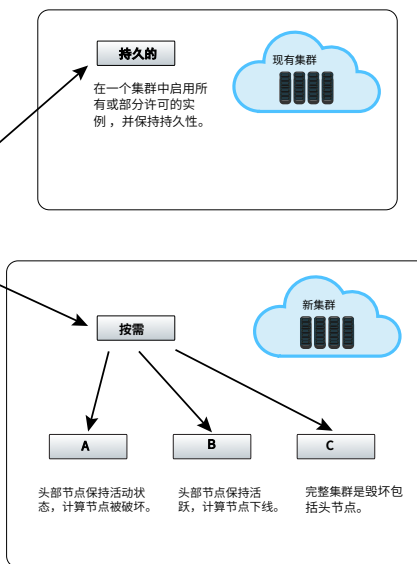 持久的
现有集群
在一个集群中启用所
有或部分许可的实
例，并保持持久性。
新集群
按需
A
B
C
头部节点保持活动状
态，计算节点被破坏。
头部节点保持活
跃，计算节点下线。
完整集群是毁坏包
括头节点。